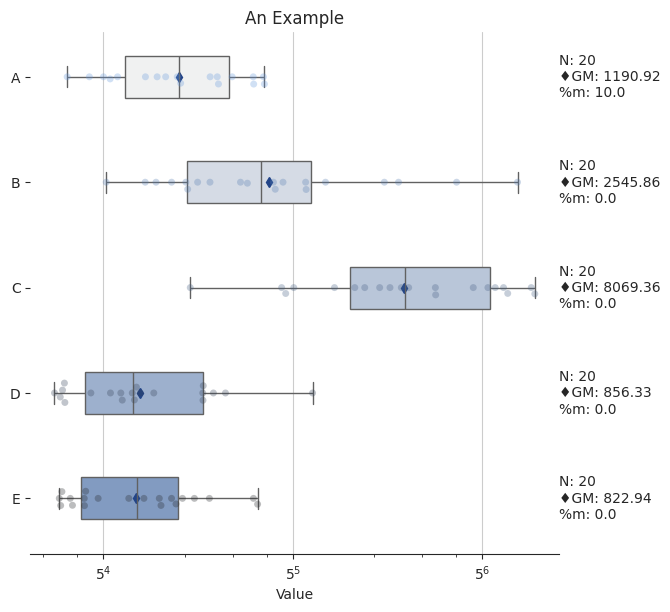 An Example
A
N: 20
♦GM: 1190.92
%m: 10.0
B
N: 20
♦GM: 2545.86
%m: 0.0
C
N: 20
♦GM: 8069.36
%m: 0.0
D
N: 20
♦GM: 856.33
%m: 0.0
E
N: 20
♦GM: 822.94
%m: 0.0
5⁴ 5⁵ 5⁶
Value